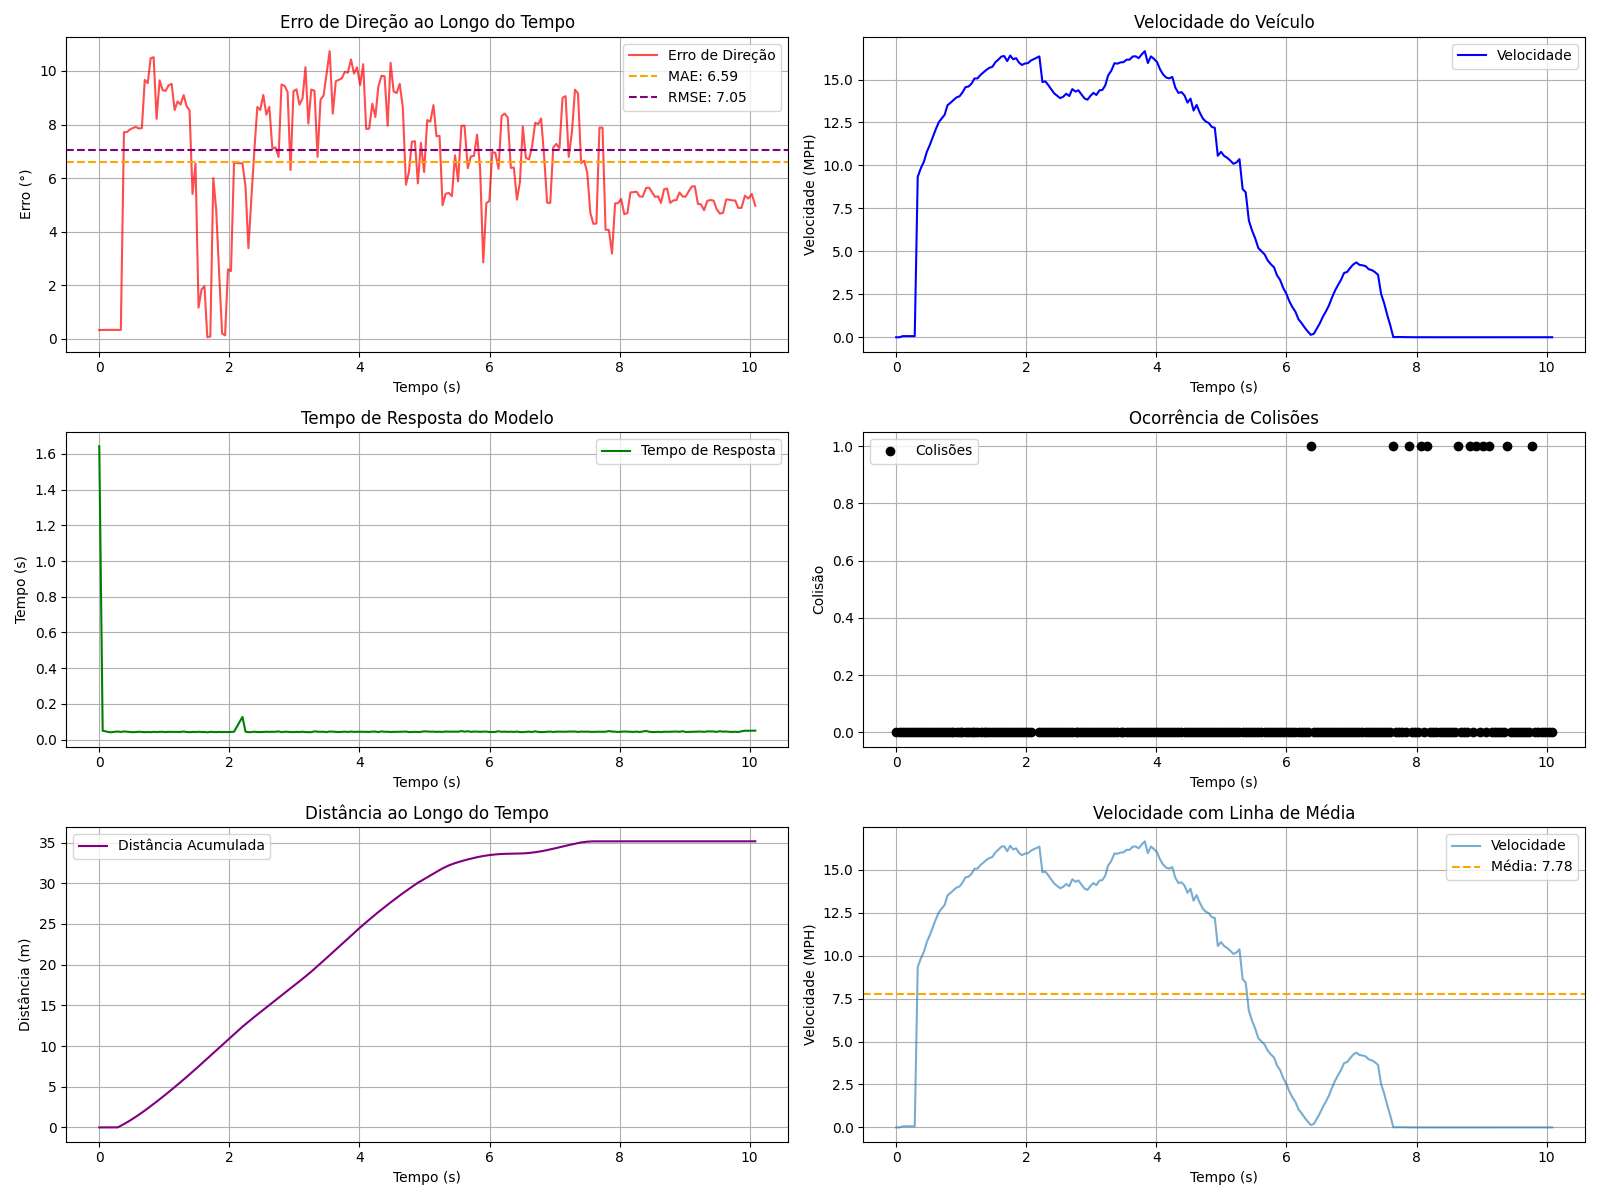 Erro de Direção ao Longo do Tempo
Erro de Direção
MAE: 6.59
RMSE: 7.05
Erro (°)
10
8
6
4
2
0
0 2 4 6 8 10
Tempo (s)
Velocidade do Veículo
Velocidade
Velocidade (MPH)
15.0
12.5
10.0
7.5
5.0
2.5
0.0
0 2 4 6 8 10
Tempo (s)
Tempo de Resposta do Modelo
Tempo de Resposta
Tempo (s)
1.6
1.4
1.2
1.0
0.8
0.6
0.4
0.2
0.0
0 2 4 6 8 10
Tempo (s)
Ocorrência de Colisões
Colisões
Colisão
1.0
0.8
0.6
0.4
0.2
0.0
0 2 4 6 8 10
Tempo (s)
Distância ao Longo do Tempo
Distância Acumulada
Distância (m)
35
30
25
20
15
10
5
0
0 2 4 6 8 10
Tempo (s)
Velocidade com Linha de Média
Velocidade
Média: 7.78
Velocidade (MPH)
15.0
12.5
10.0
7.5
5.0
2.5
0.0
0 2 4 6 8 10
Tempo (s)